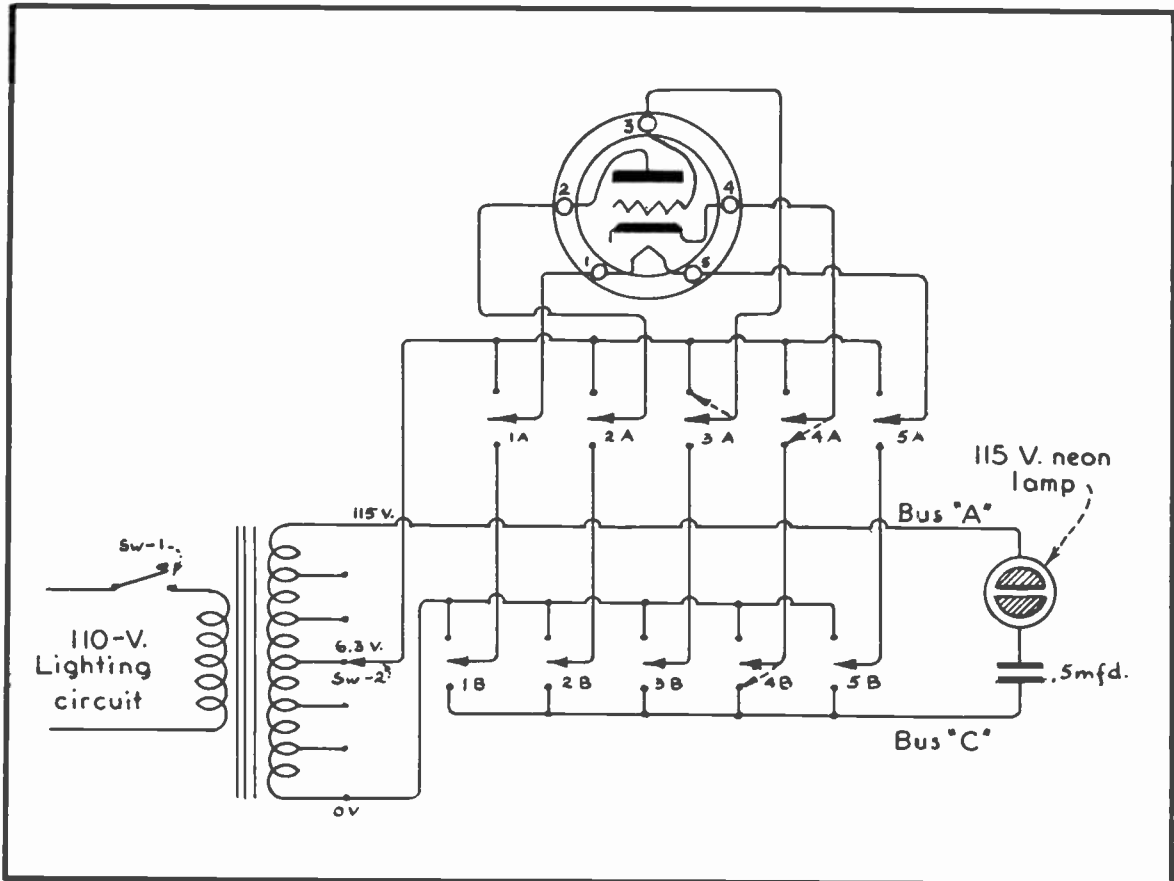 3
2
4
1
5
1A
2A
3A
4A
5A
115 V. neon
lamp
115 V.
Bus "A"
Sw-1
110-V.
Lighting
circuit
6.3 V.
Sw-2
1B
2B
3B
4B
5B
.5mfd.
Bus "C"
0V